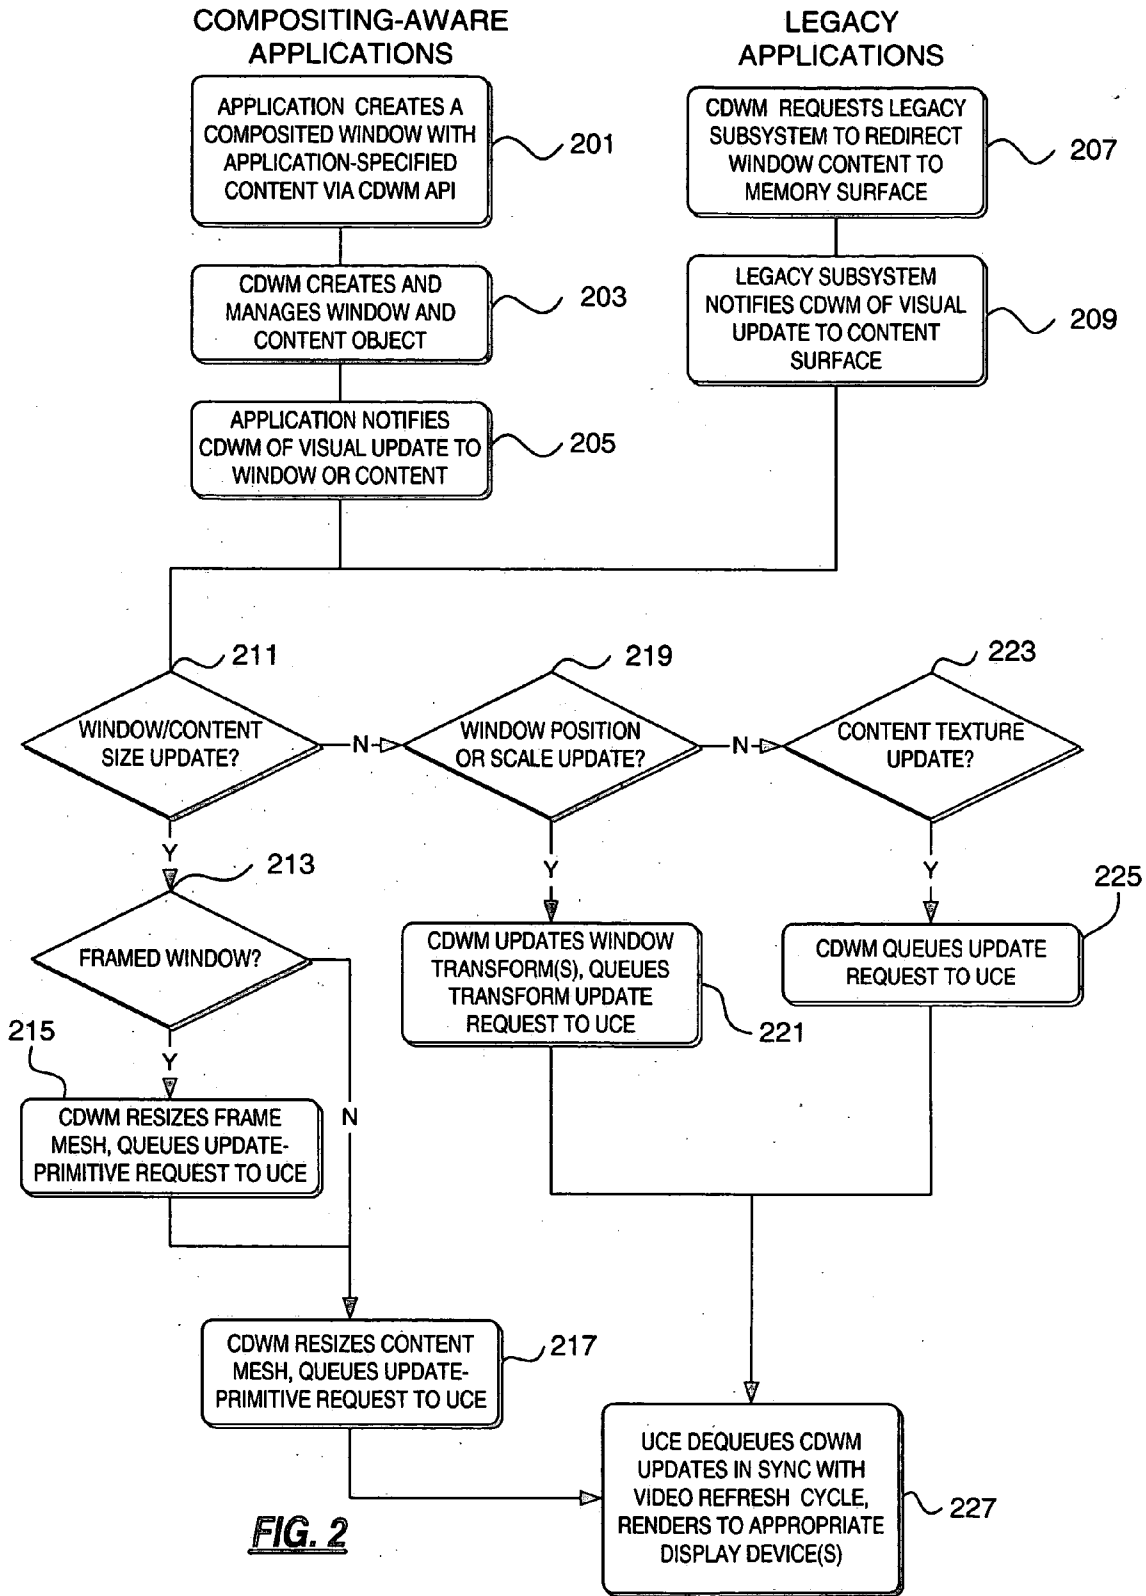 COMPOSITING-AWARE
APPLICATIONS
LEGACY
APPLICATIONS
APPLICATION CREATES A
COMPOSITED WINDOW WITH
APPLICATION-SPECIFIED
CONTENT VIA CDWM API
201
CDWM REQUESTS LEGACY
SUBSYSTEM TO REDIRECT
WINDOW CONTENT TO
MEMORY SURFACE
207
CDWM CREATES AND
MANAGES WINDOW AND
CONTENT OBJECT
203
LEGACY SUBSYSTEM
NOTIFIES CDWM OF VISUAL
UPDATE TO CONTENT
SURFACE
209
APPLICATION NOTIFIES
CDWM OF VISUAL UPDATE TO
WINDOW OR CONTENT
205
211
WINDOW/CONTENT
SIZE UPDATE?
N
219
WINDOW POSITION
OR SCALE UPDATE?
N
223
CONTENT TEXTURE
UPDATE?
Y
Y
Y
213
FRAMED WINDOW?
225
CDWM UPDATES WINDOW
TRANSFORM(S), QUEUES
TRANSFORM UPDATE
REQUEST TO UCE
221
CDWM QUEUES UPDATE
REQUEST TO UCE
215
Y
N
CDWM RESIZES FRAME
MESH, QUEUES UPDATE-
PRIMITIVE REQUEST TO UCE
CDWM RESIZES CONTENT
MESH, QUEUES UPDATE-
PRIMITIVE REQUEST TO UCE
217
UCE DEQUEUES CDWM
UPDATES IN SYNC WITH
VIDEO REFRESH CYCLE,
RENDERS TO APPROPRIATE
DISPLAY DEVICE(S)
227
FIG. 2